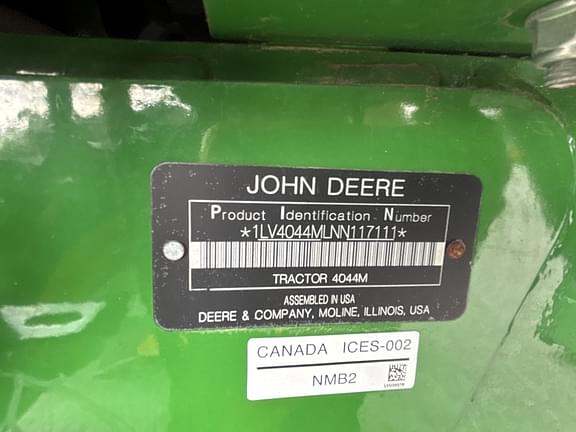 JOHN DEERE
Product Identification Number
*1LV4044MLNN117111*
TRACTOR 4044M
ASSEMBLED IN USA
DEERE & COMPANY, MOLINE, ILLINOIS, USA
CANADA ICES-002
NMB2